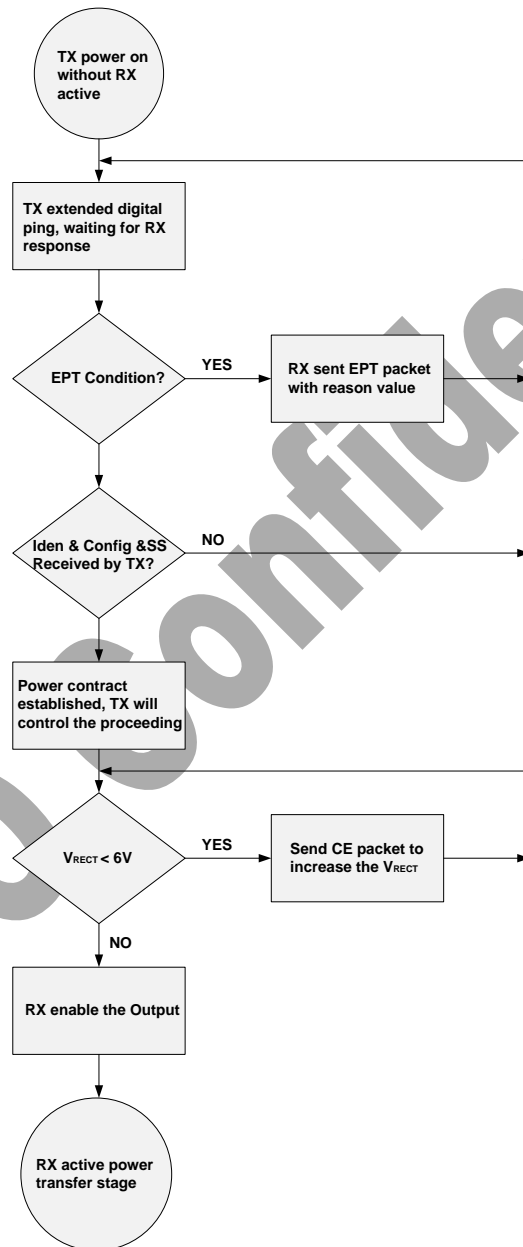 TX power on
without RX
active
TX extended digital
ping, waiting for RX
response
EPT Condition?
YES
RX sent EPT packet
with reason value
Iden & Config &SS
Received by TX?
NO
Power contract
established, TX will
control the proceeding
VRECT < 6V
YES
Send CE packet to
increase the VRECT
NO
RX enable the Output
RX active power
transfer stage